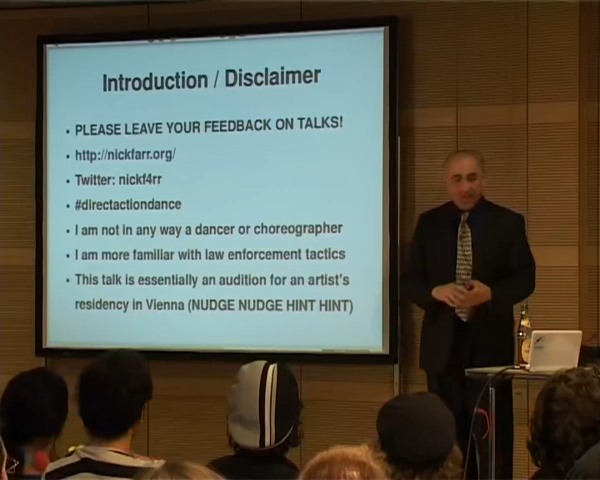 Introduction / Disclaimer
• PLEASE LEAVE YOUR FEEDBACK ON TALKS!
• http://nickfarr.org/
• Twitter: nickf4rr
• #directactiondance
• I am not in any way a dancer or choreographer
• I am more familiar with law enforcement tactics
• This talk is essentially an audition for an artist's
residency in Vienna (NUDGE NUDGE HINT HINT)